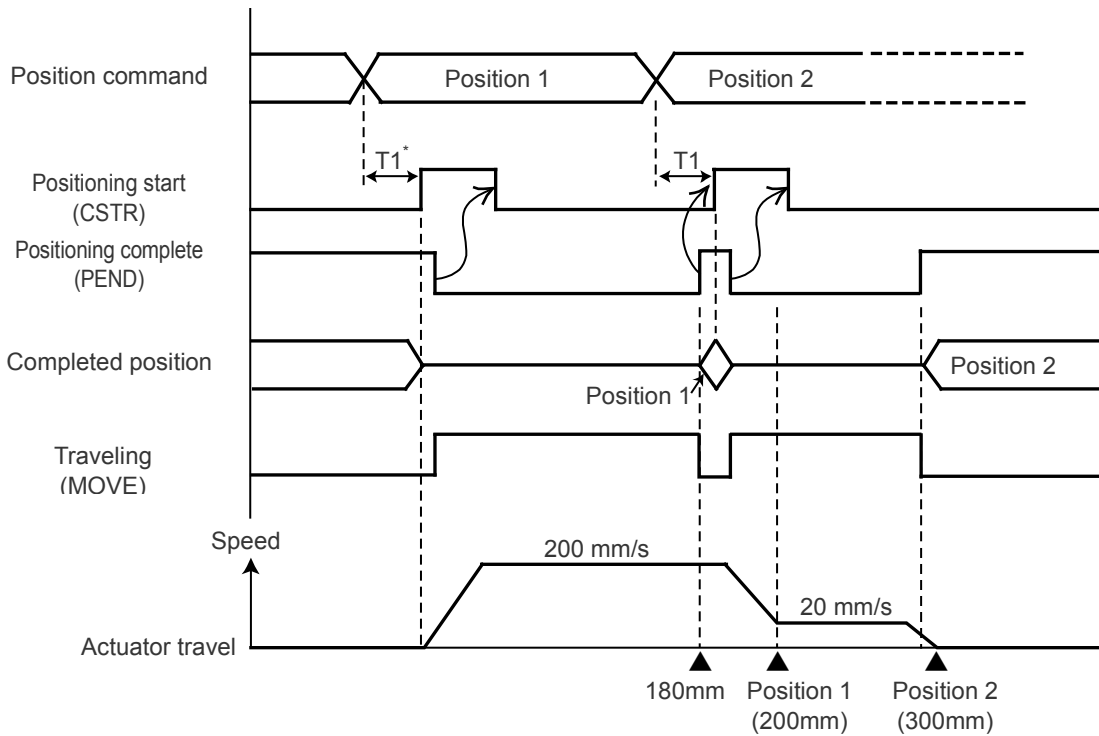 Position command
Position 1
Position 2
T1*
T1
Positioning start
(CSTR)
Positioning complete
(PEND)
Completed position
Position 1
Position 2
Traveling
(MOVE)
Speed
200 mm/s
20 mm/s
Actuator travel
180mm
Position 1
(200mm)
Position 2
(300mm)